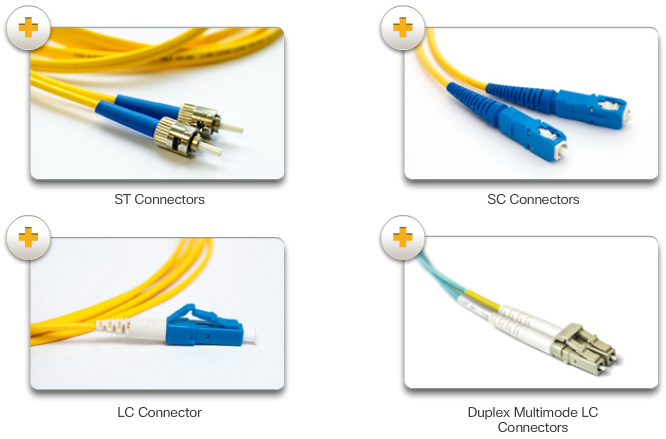 ST Connectors
SC Connectors
LC Connector
Duplex Multimode LC
Connectors